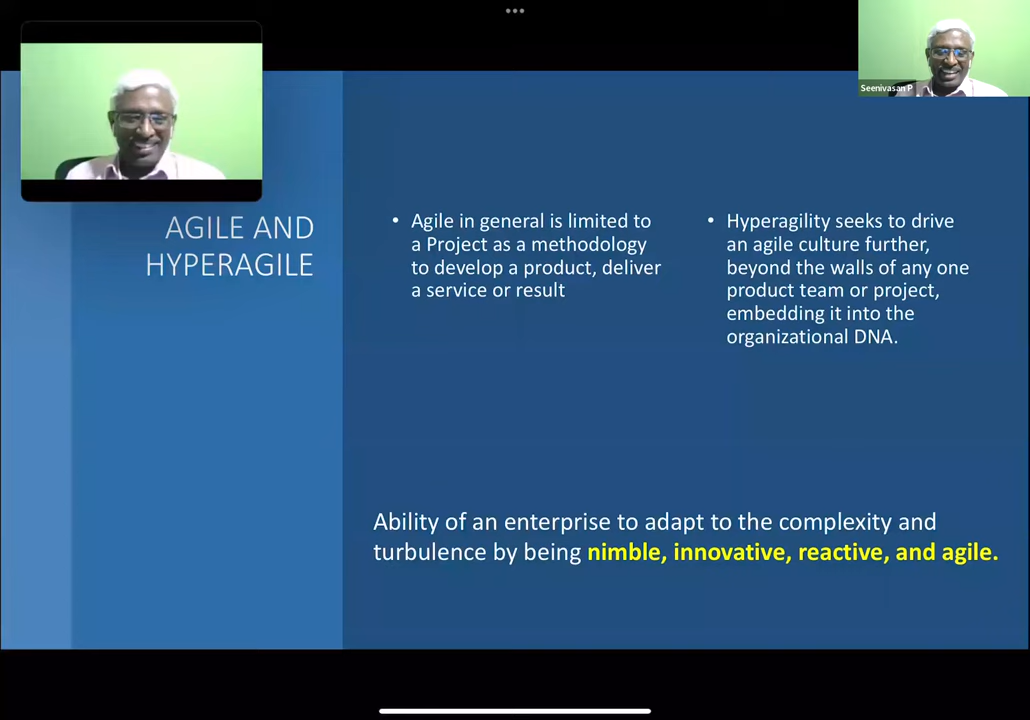 Seenivasan P
AGILE AND
HYPERAGILE
• Agile in general is limited to
a Project as a methodology
to develop a product, deliver
a service or result
• Hyperagility seeks to drive
an agile culture further,
beyond the walls of any one
product team or project,
embedding it into the
organizational DNA.
Ability of an enterprise to adapt to the complexity and
turbulence by being nimble, innovative, reactive, and agile.